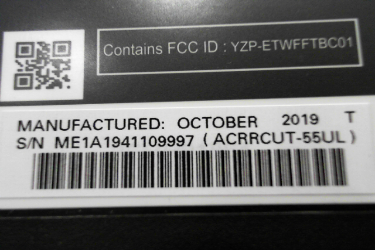 Contains FCC ID : YZP-ETWFFTBC01
MANUFACTURED: OCTOBER 2019 T
S/N ME1A1941109997 ( ACRRCUT-55UL )